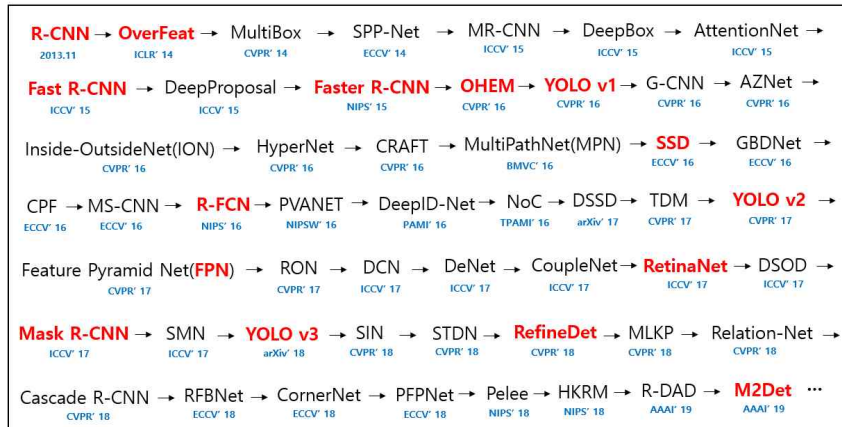 R-CNN → OverFeat → MultiBox → SPP-Net → MR-CNN → DeepBox → AttentionNet →
2013.11 ICLR' 14 CVPR' 14 ECCV' 14 ICCV' 15 ICCV' 15 ICCV' 15
Fast R-CNN → DeepProposal → Faster R-CNN → OHEM → YOLO v1 → G-CNN → AZNet →
ICCV' 15 ICCV' 15 NIPS' 15 CVPR' 16 CVPR' 16 CVPR' 16 CVPR' 16
Inside-OutsideNet(ION) → HyperNet → CRAFT → MultiPathNet(MPN) → SSD → GBDNet →
CVPR' 16 CVPR' 16 CVPR' 16 BMVC' 16 ECCV' 16 ECCV' 16
CPF → MS-CNN → R-FCN → PVANET → DeepID-Net → NoC → DSSD → TDM → YOLO v2 →
ECCV' 16 ECCV' 16 NIPS' 16 NIPSW' 16 PAMI' 16 TPAMI' 16 arXiv' 17 CVPR' 17 CVPR' 17
Feature Pyramid Net(FPN) → RON → DCN → DeNet → CoupleNet → RetinaNet → DSOD →
CVPR' 17 CVPR' 17 ICCV' 17 ICCV' 17 ICCV' 17 ICCV' 17 ICCV' 17
Mask R-CNN → SMN → YOLO v3 → SIN → STDN → RefineDet → MLKP → Relation-Net →
ICCV' 17 ICCV' 17 arXiv' 18 CVPR' 18 CVPR' 18 CVPR' 18 CVPR' 18 CVPR' 18
Cascade R-CNN → RFBNet → CornerNet → PFPNet → Pelee → HKRM → R-DAD → M2Det ···
CVPR' 18 ECCV' 18 ECCV' 18 ECCV' 18 NIPS' 18 NIPS' 18 AAAI' 19 AAAI' 19